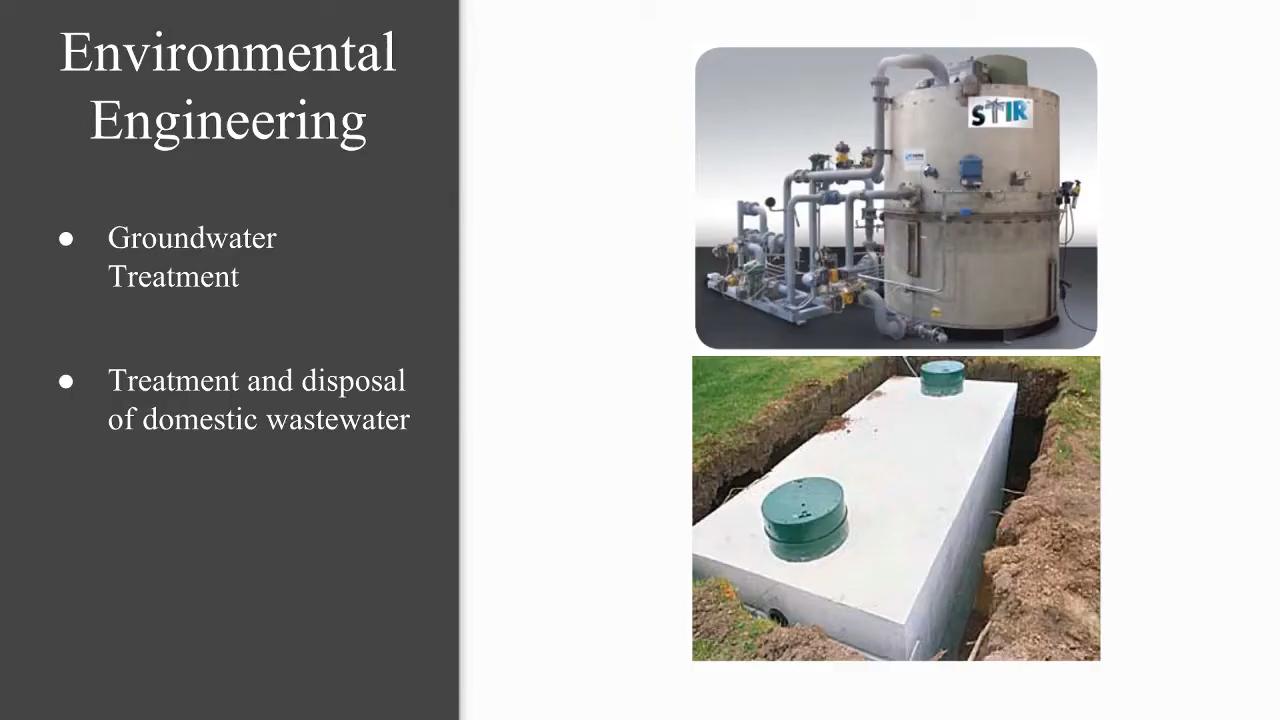 Environmental
Engineering
● Groundwater
Treatment
● Treatment and disposal
of domestic wastewater
STIR